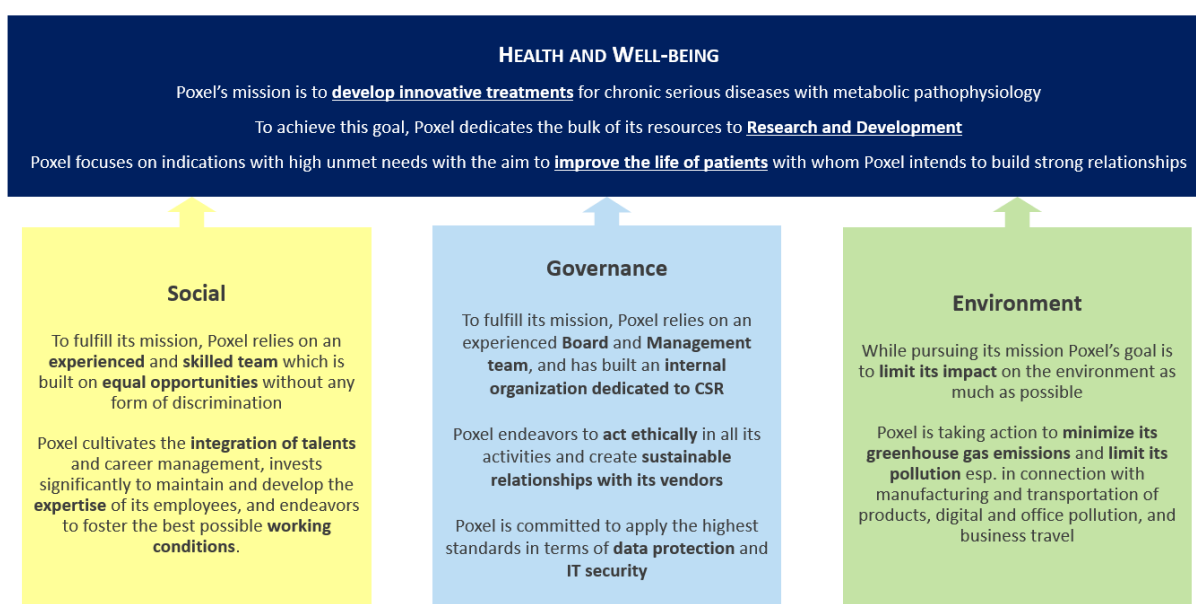 HEALTH AND WELL-BEING
Poxel's mission is to develop innovative treatments for chronic serious diseases with metabolic pathophysiology
To achieve this goal, Poxel dedicates the bulk of its resources to Research and Development
Poxel focuses on indications with high unmet needs with the aim to improve the life of patients with whom Poxel intends to build strong relationships
Social
To fulfill its mission, Poxel relies on an
experienced and skilled team which is
built on equal opportunities without any
form of discrimination
Poxel cultivates the integration of talents
and career management, invests
significantly to maintain and develop the
expertise of its employees, and endeavors
to foster the best possible working
conditions.
Governance
To fulfill its mission, Poxel relies on an
experienced Board and Management
team, and has built an internal
organization dedicated to CSR
Poxel endeavors to act ethically in all its
activities and create sustainable
relationships with its vendors
Poxel is committed to apply the highest
standards in terms of data protection and
IT security
Environment
While pursuing its mission Poxel's goal is
to limit its impact on the environment as
much as possible
Poxel is taking action to minimize its
greenhouse gas emissions and limit its
pollution esp. in connection with
manufacturing and transportation of
products, digital and office pollution, and
business travel